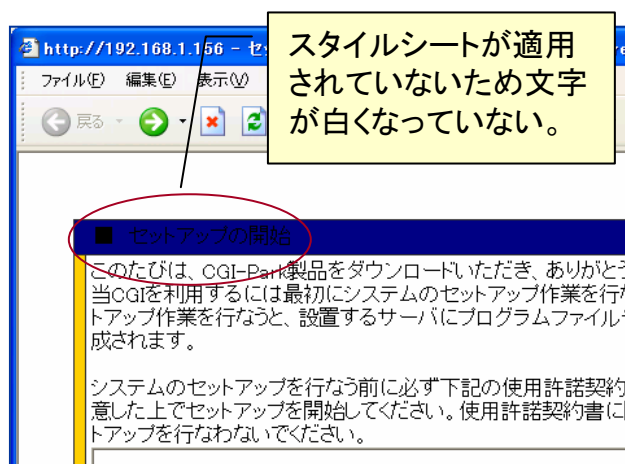 http://192.168.1.156 - セ
スタイルシートが適用
されていないため文字
が白くなっていない。
ファイル(F) 編集(E) 表示(V)
戻る
■ セットアップの開始
このたびは、CGI-Park製品をダウンロードいただき、ありがとう
当CGIを利用するには最初にシステムのセットアップ作業を行な
トアップ作業を行なうと、設置するサーバにプログラムファイル
成されます。
システムのセットアップを行なう前に必ず下記の使用許諾契約
意した上でセットアップを開始してください。使用許諾契約書に
トアップを行なわないでください。